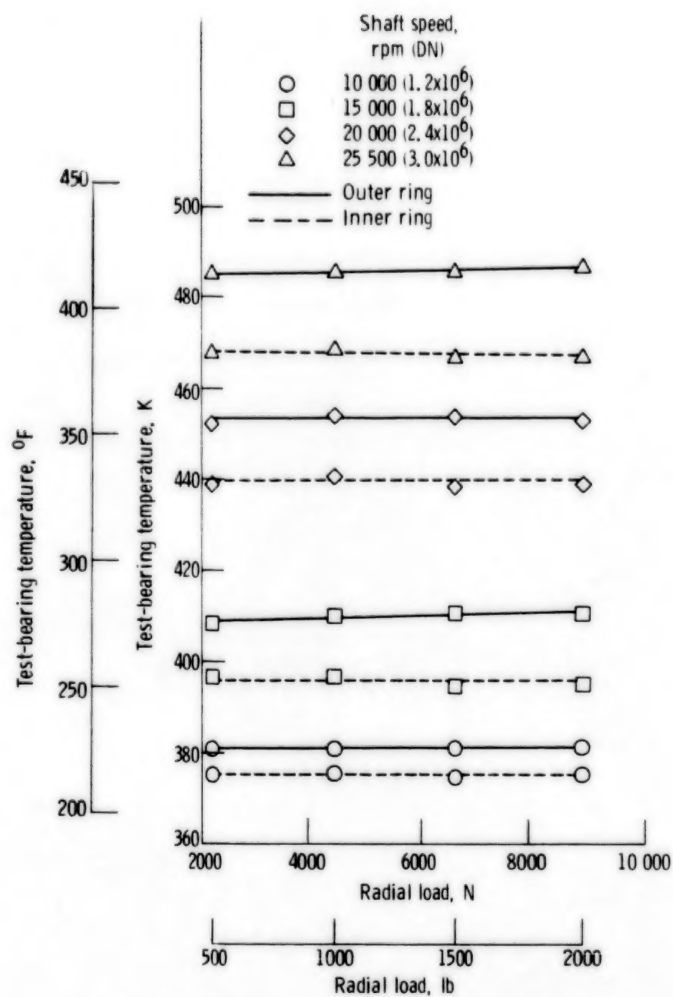 Shaft speed,
rpm (DN)
10 000 (1.2x10⁶)
15 000 (1.8x10⁶)
20 000 (2.4x10⁶)
25 500 (3.0x10⁶)
Outer ring
Inner ring
Test-bearing temperature, ⁰F
450
400
350
300
250
200
Test-bearing temperature, K
500
480
460
440
420
400
380
360
2000 4000 6000 8000 10 000
Radial load, N
500 1000 1500 2000
Radial load, lb